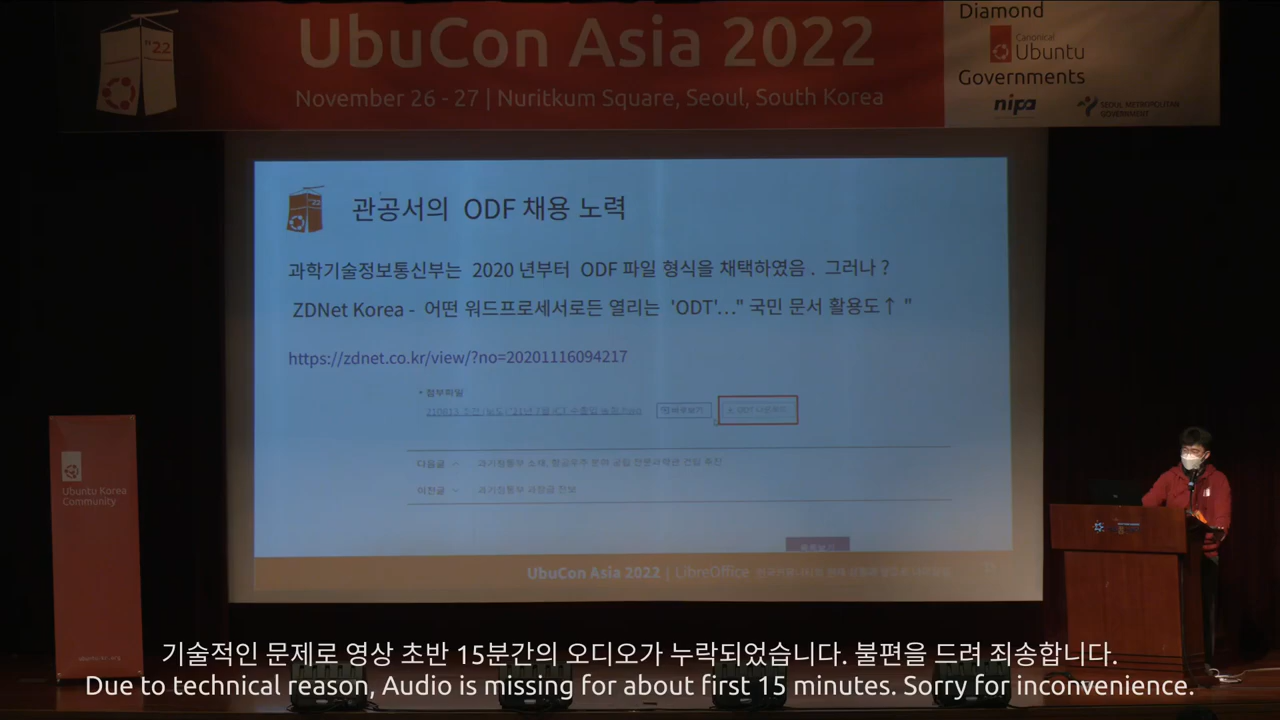 UbuCon Asia 2022
November 26 - 27 | Nuritkum Square, Seoul, South Korea
'22
Diamond
Canonical
Ubuntu
Governments
nipa
SEOUL METROPOLITAN
GOVERNMENT
'22
관공서의 ODF 채용 노력
과학기술정보통신부는 2020 년부터 ODF 파일 형식을 채택하였음 . 그러나 ?
ZDNet Korea - 어떤 워드프로세서로든 열리는 'ODT'…" 국민 문서 활용도↑ "
https://zdnet.co.kr/view/?no=20201116094217
첨부파일
바로보기
다음글
이전글
UbuCon Asia 2022 | LibreOffice
Ubuntu Korea
Community
기술적인 문제로 영상 초반 15분간의 오디오가 누락되었습니다. 불편을 드려 죄송합니다.
Due to technical reason, Audio is missing for about first 15 minutes. Sorry for inconvenience.